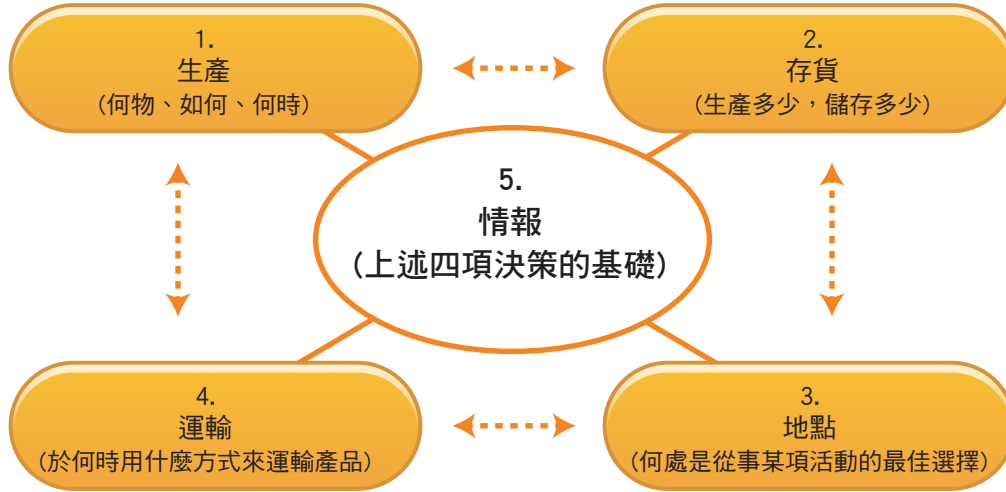 1.
生產
(何物、如何、何時)
2.
存貨
(生產多少，儲存多少)
5.
情報
(上述四項決策的基礎)
4.
運輸
(於何時用什麼方式來運輸產品)
3.
地點
(何處是從事某項活動的最佳選擇)